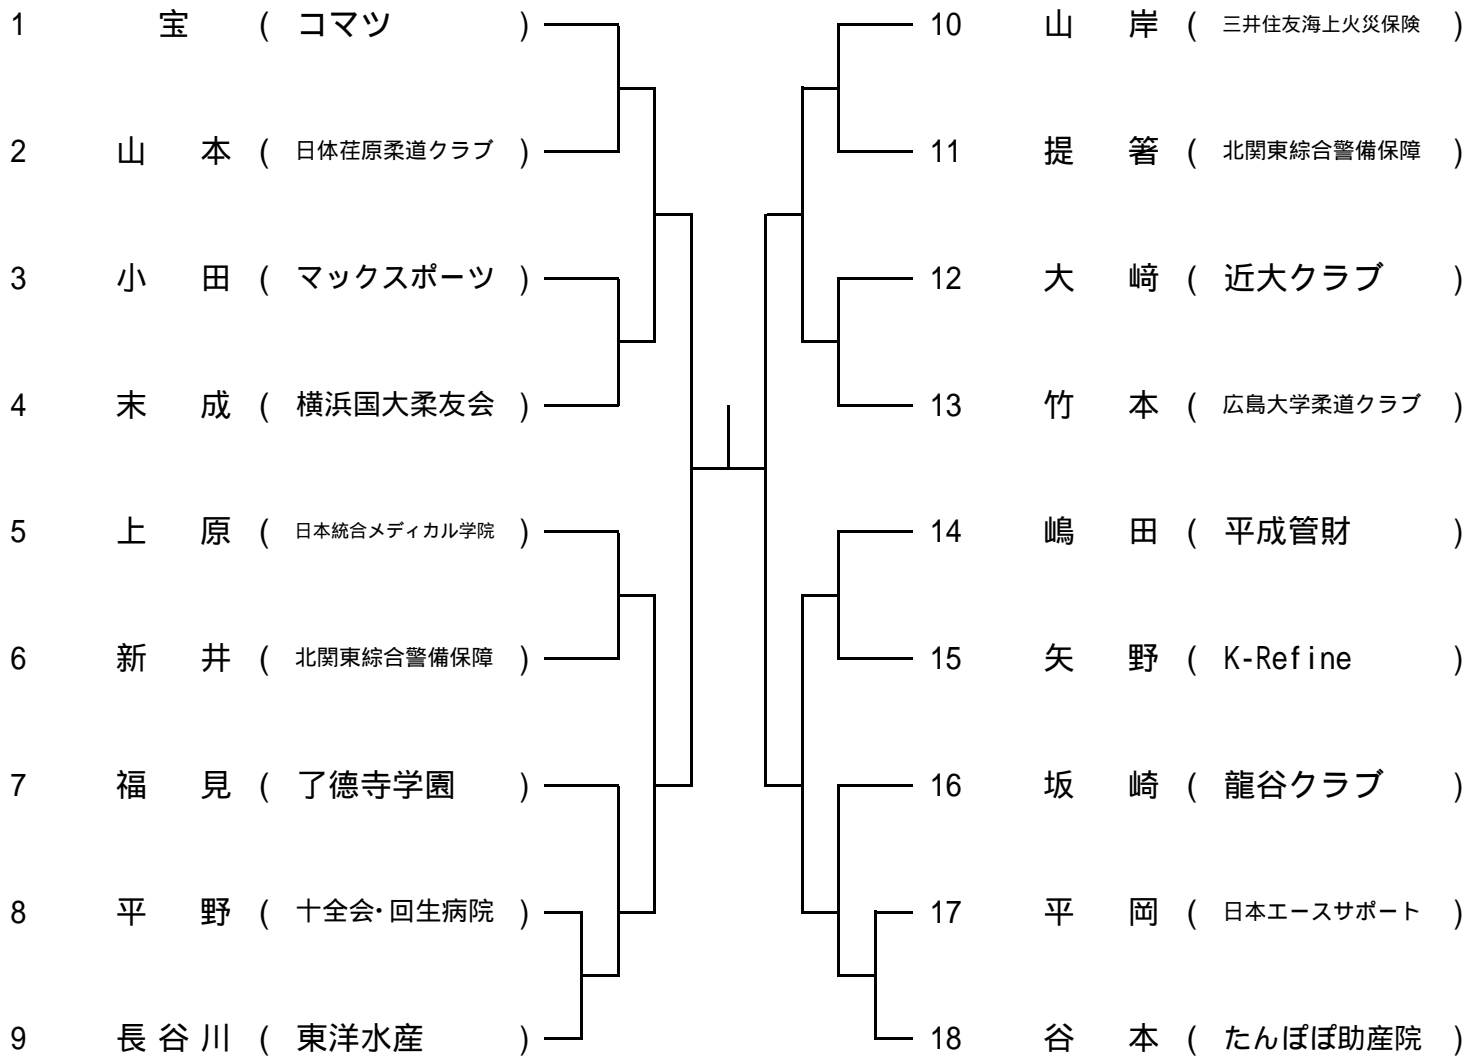 1 宝 ( コマツ )
2 山本 ( 日体荏原柔道クラブ )
3 小田 ( マックスポーツ )
4 末成 ( 横浜国大柔友会 )
5 上原 ( 日本統合メディカル学院 )
6 新井 ( 北関東綜合警備保障 )
7 福見 ( 了德寺学園 )
8 平野 ( 十全会・回生病院 )
9 長谷川 ( 東洋水産 )
10 山岸 ( 三井住友海上火災保険 )
11 提箸 ( 北関東綜合警備保障 )
12 大﨑 ( 近大クラブ )
13 竹本 ( 広島大学柔道クラブ )
14 嶋田 ( 平成管財 )
15 矢野 ( K-Refine )
16 坂崎 ( 龍谷クラブ )
17 平岡 ( 日本エースサポート )
18 谷本 ( たんぽぽ助産院 )